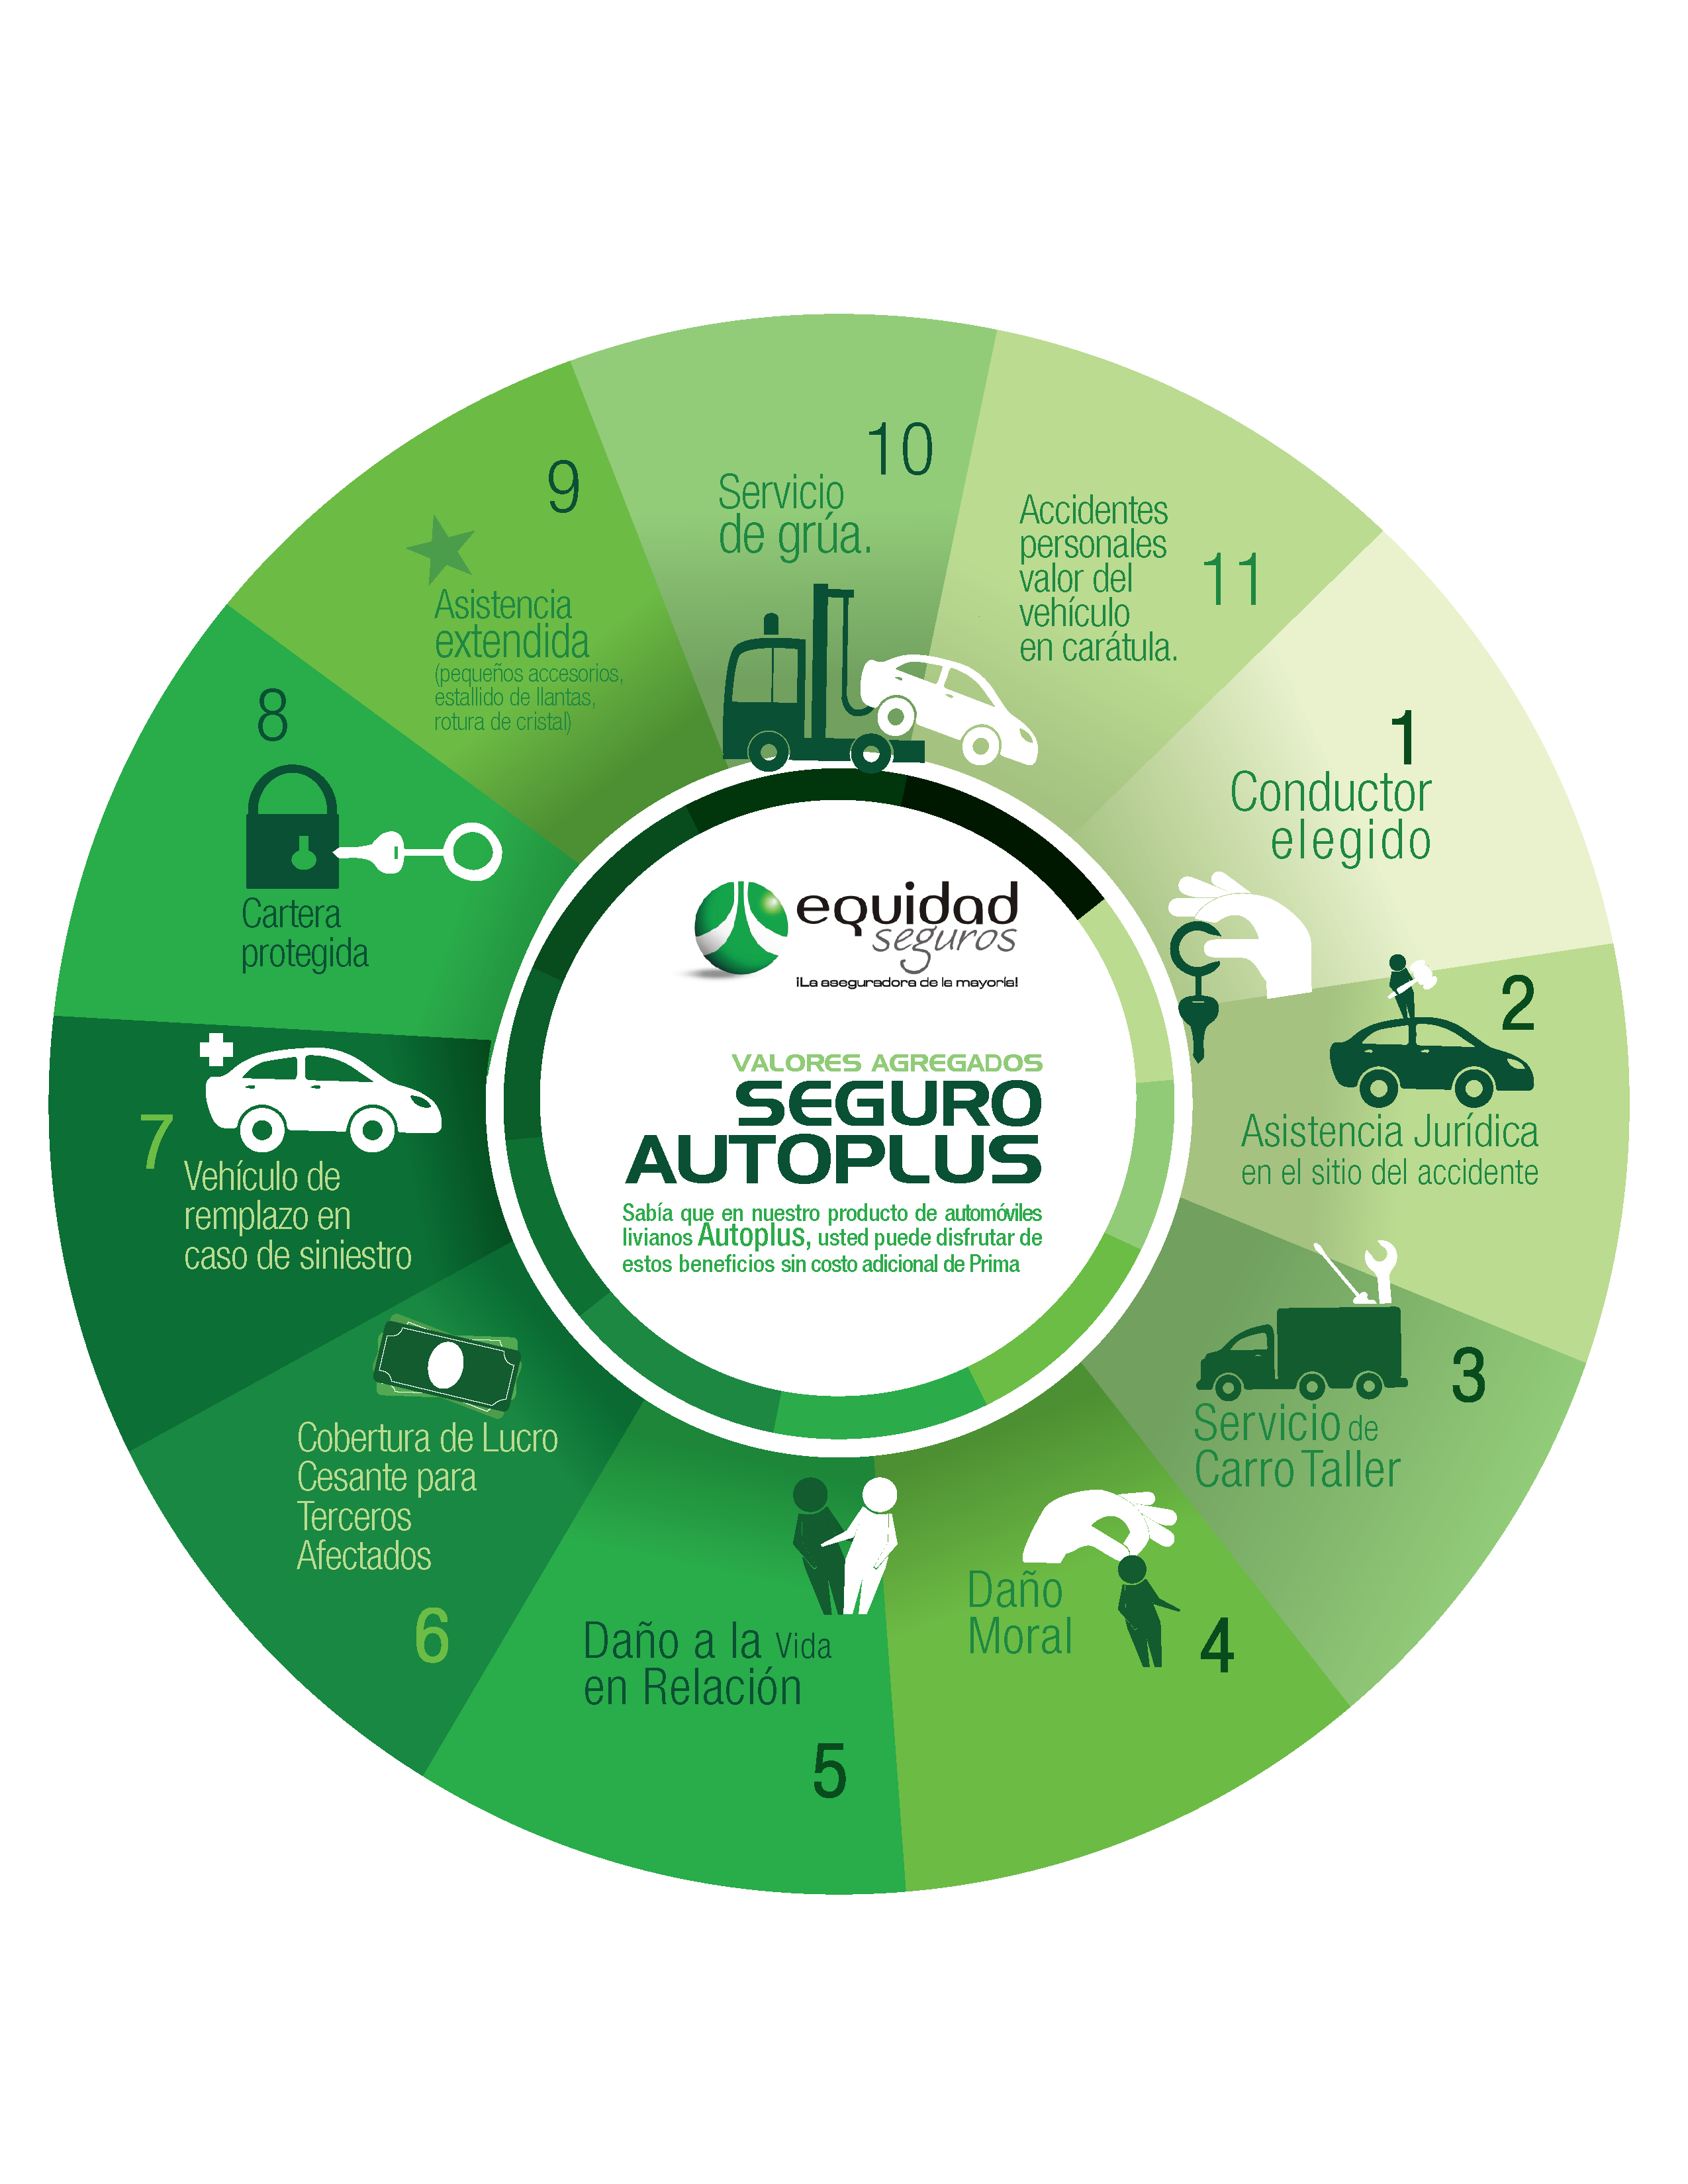 equidad
seguros
¡La aseguradora de la mayoría!
VALORES AGREGADOS
SEGURO
AUTOPLUS
Sabía que en nuestro producto de automóviles
livianos Autoplus, usted puede disfrutar de
estos beneficios sin costo adicional de Prima
1
Conductor
elegido
2
Asistencia Jurídica
en el sitio del accidente
3
Servicio de
Carro Taller
4
Daño
Moral
5
Daño a la Vida
en Relación
6
Cobertura de Lucro
Cesante para
Terceros
Afectados
7
Vehículo de
remplazo en
caso de siniestro
8
Cartera
protegida
9
Asistencia
extendida
(pequeños accesorios,
estallido de llantas,
rotura de cristal)
10
Servicio
de grúa.
11
Accidentes
personales
valor del
vehículo
en carátula.